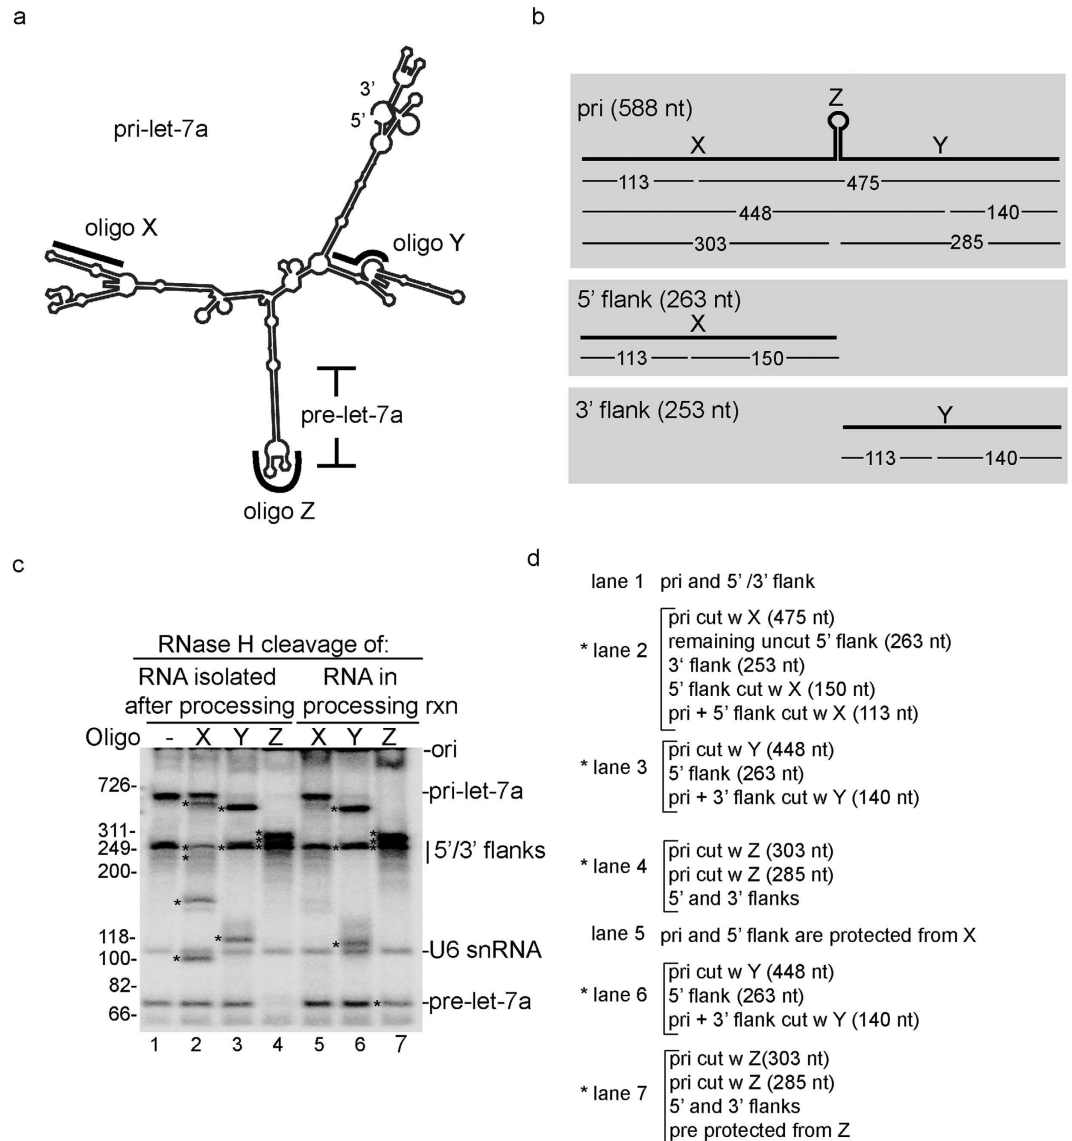 a
3’
5’
pri-let-7a
oligo X
oligo Y
pre-let-7a
oligo Z
b
pri (588 nt)
Z
X
Y
113
475
448
140
303
285
5’ flank (263 nt)
X
113
150
3’ flank (253 nt)
Y
113
140
c
RNase H cleavage of:
RNA isolated after processing
RNA in processing rxn
Oligo - X Y Z X Y Z
-ori
726-
-pri-let-7a
311-
249-
|5’/3’ flanks
200-
118-
-U6 snRNA
100-
82-
-pre-let-7a
66-
1 2 3 4 5 6 7
d
lane 1 pri and 5’ /3’ flank
* lane 2
pri cut w X (475 nt)
remaining uncut 5’ flank (263 nt)
3‘ flank (253 nt)
5’ flank cut w X (150 nt)
pri + 5’ flank cut w X (113 nt)
* lane 3
pri cut w Y (448 nt)
5’ flank (263 nt)
pri + 3’ flank cut w Y (140 nt)
* lane 4
pri cut w Z (303 nt)
pri cut w Z (285 nt)
5’ and 3’ flanks
lane 5 pri and 5’ flank are protected from X
* lane 6
pri cut w Y (448 nt)
5’ flank (263 nt)
pri + 3’ flank cut w Y (140 nt)
* lane 7
pri cut w Z(303 nt)
pri cut w Z (285 nt)
5’ and 3’ flanks
pre protected from Z